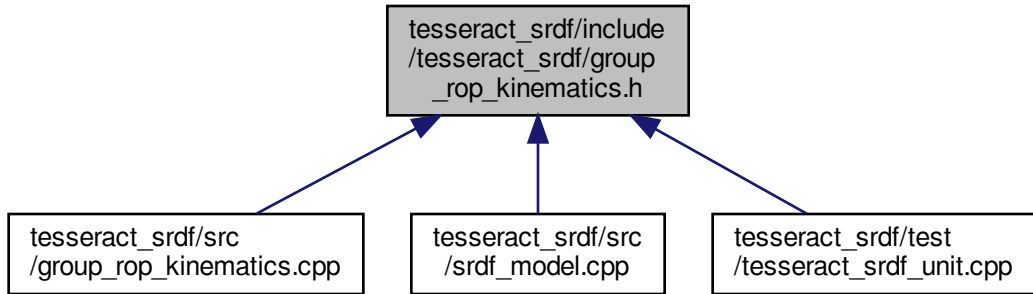 tesseract_srdf/include
/tesseract_srdf/group
_rop_kinematics.h
tesseract_srdf/src
/group_rop_kinematics.cpp
tesseract_srdf/src
/srdf_model.cpp
tesseract_srdf/test
/tesseract_srdf_unit.cpp